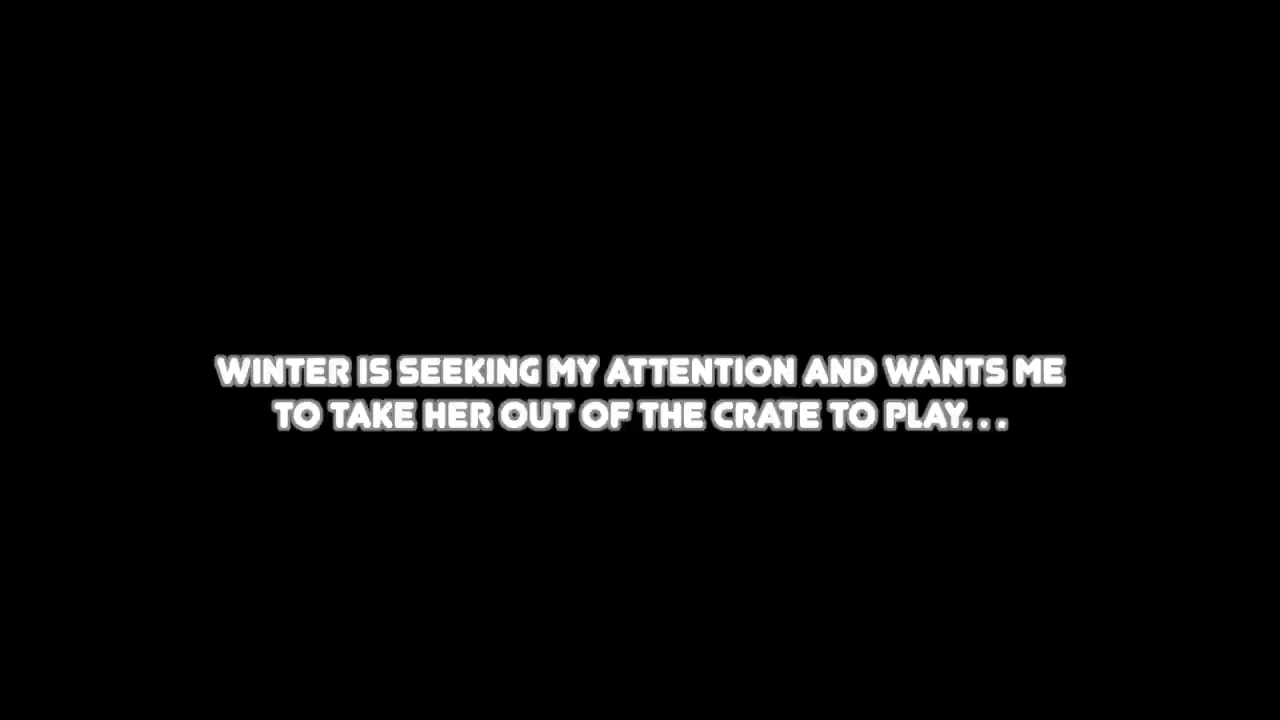 WINTER IS SEEKING MY ATTENTION AND WANTS ME
TO TAKE HER OUT OF THE CRATE TO PLAY...